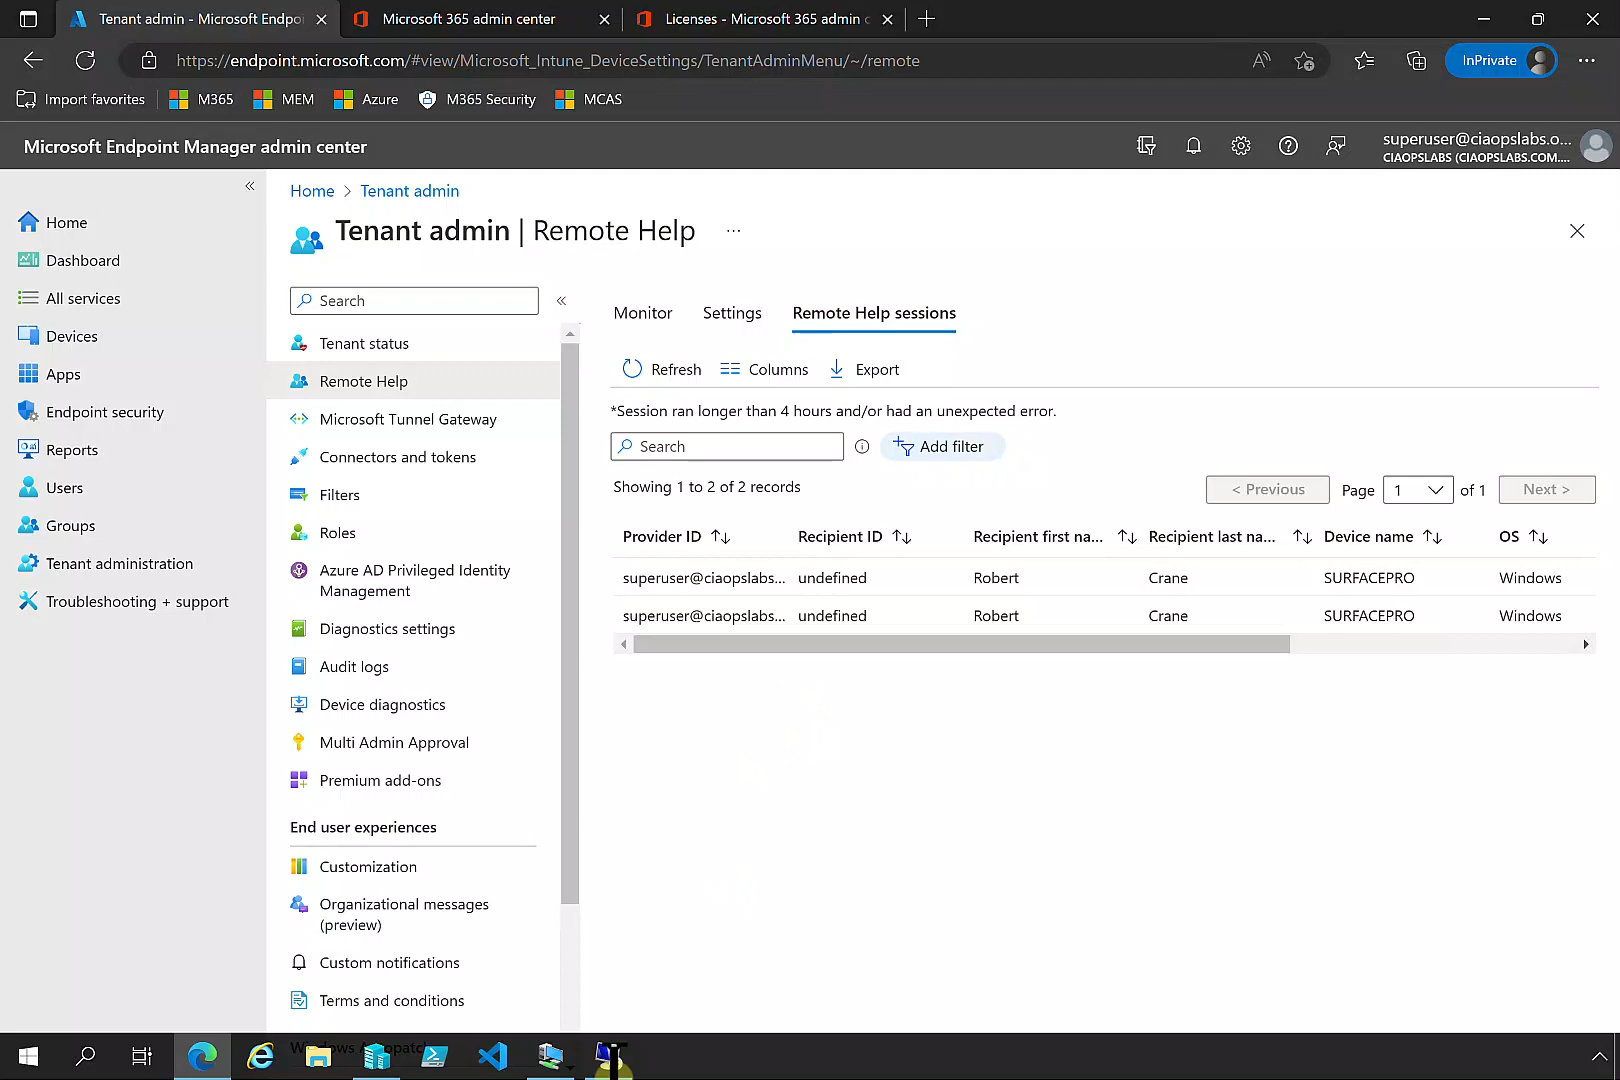 Tenant admin - Microsoft Endpoi
Microsoft 365 admin center
Licenses - Microsoft 365 admin c
https://endpoint.microsoft.com/#view/Microsoft_Intune_DeviceSettings/TenantAdminMenu/~/remote
InPrivate
Import favorites
M365
MEM
Azure
M365 Security
MCAS
Microsoft Endpoint Manager admin center
superuser@ciaopslabs.o...
CIAOPSLABS (CIAOPSLABS.COM....
Home
Dashboard
All services
Devices
Apps
Endpoint security
Reports
Users
Groups
Tenant administration
Troubleshooting + support
Home > Tenant admin
Tenant admin | Remote Help ...
Search
Tenant status
Remote Help
Microsoft Tunnel Gateway
Connectors and tokens
Filters
Roles
Azure AD Privileged Identity
Management
Diagnostics settings
Audit logs
Device diagnostics
Multi Admin Approval
Premium add-ons
End user experiences
Customization
Organizational messages
(preview)
Custom notifications
Terms and conditions
Monitor Settings Remote Help sessions
Refresh Columns Export
*Session ran longer than 4 hours and/or had an unexpected error.
Search
Add filter
Showing 1 to 2 of 2 records
< Previous Page 1 of 1 Next >
Provider ID Recipient ID Recipient first na... Recipient last na... Device name OS
superuser@ciaopslabs... undefined Robert Crane SURFACEPRO Windows
superuser@ciaopslabs... undefined Robert Crane SURFACEPRO Windows